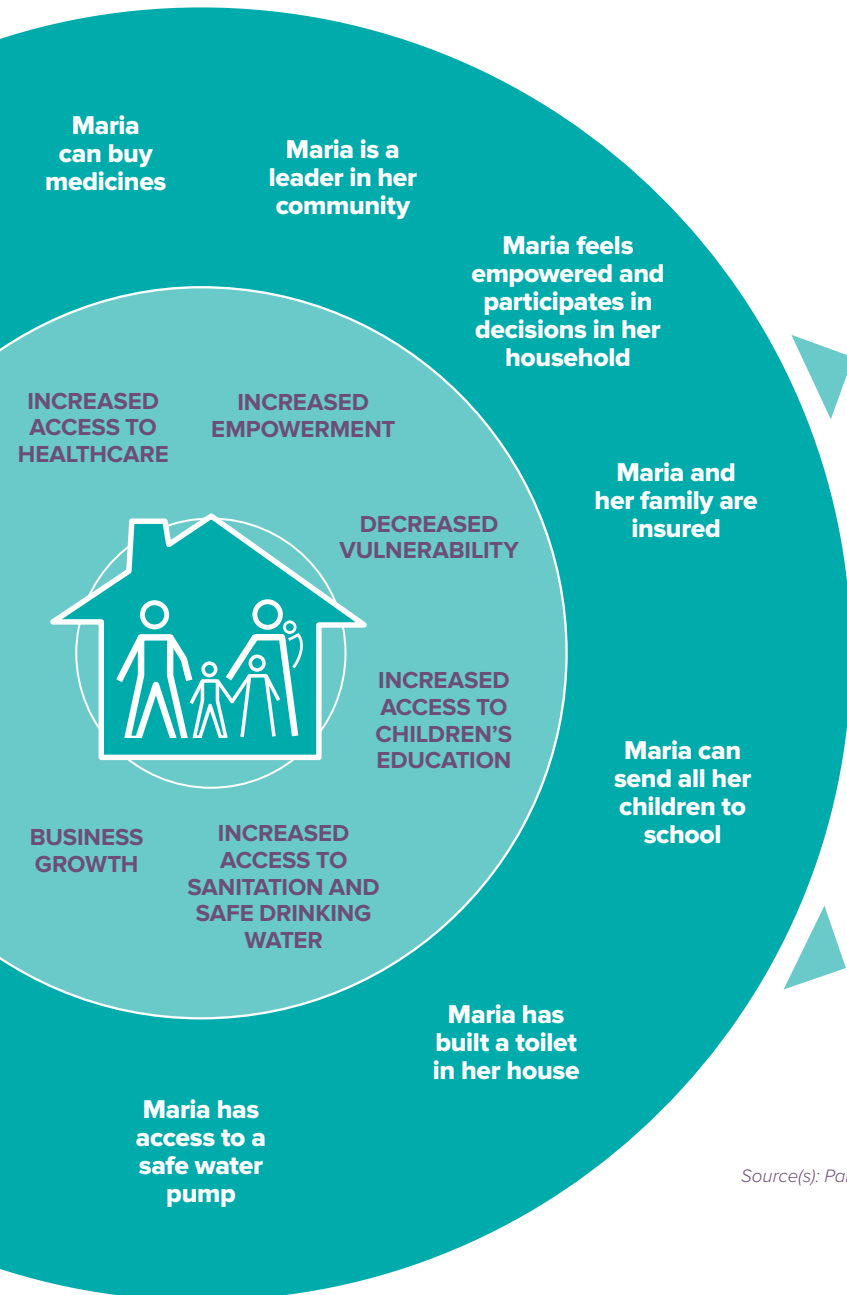 Maria
can buy
medicines
Maria is a
leader in her
community
Maria feels
empowered and
participates in
decisions in her
household
INCREASED
ACCESS TO
HEALTHCARE
INCREASED
EMPOWERMENT
Maria and
her family are
insured
DECREASED
VULNERABILITY
INCREASED
ACCESS TO
CHILDREN'S
EDUCATION
Maria can
send all her
children to
school
BUSINESS
GROWTH
INCREASED
ACCESS TO
SANITATION AND
SAFE DRINKING
WATER
Maria has
built a toilet
in her house
Maria has
access to a
safe water
pump
Source(s):